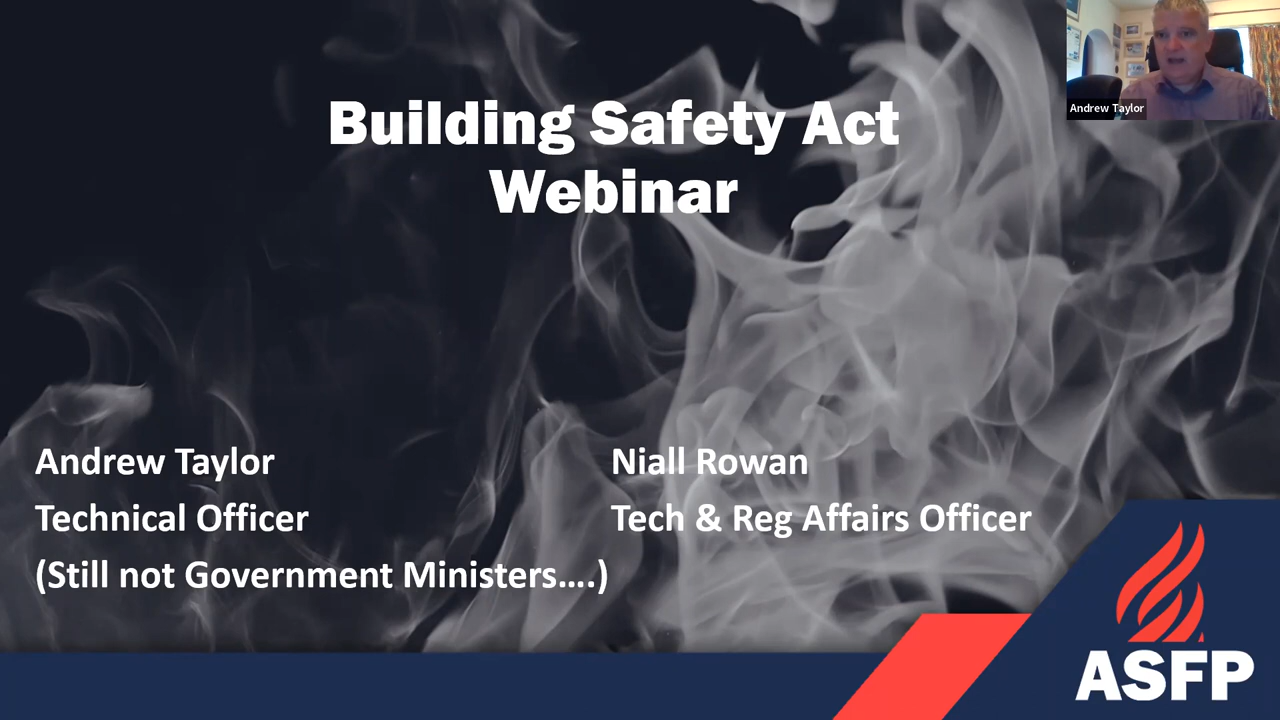 Andrew Taylor
Building Safety Act
Webinar
Andrew Taylor
Niall Rowan
Technical Officer
Tech & Reg Affairs Officer
(Still not Government Ministers....)
ASFP